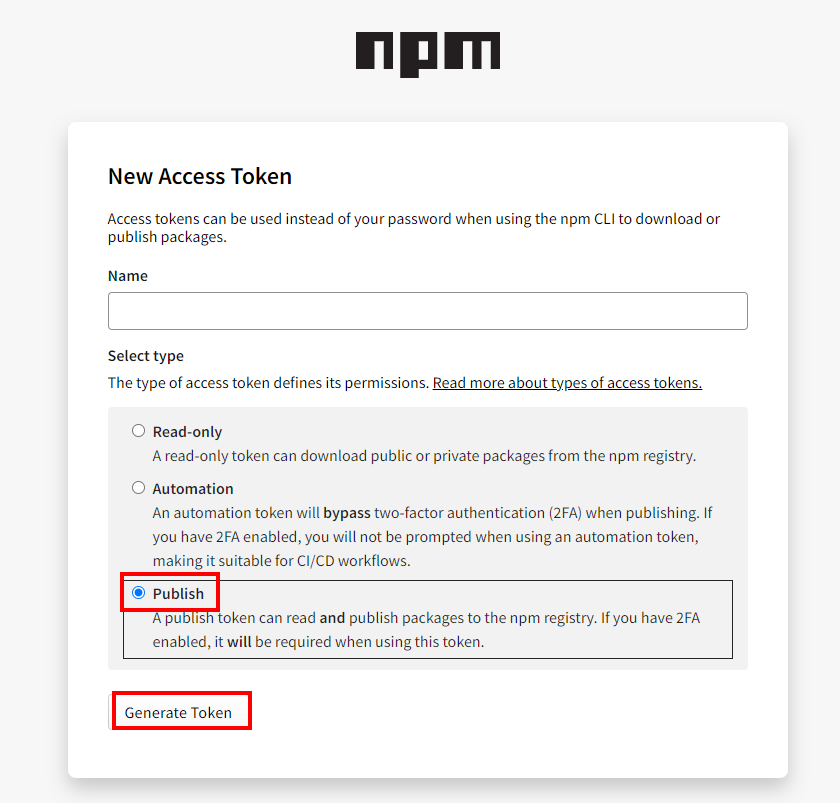 npm
New Access Token
Access tokens can be used instead of your password when using the npm CLI to download or
publish packages.
Name
Select type
The type of access token defines its permissions. Read more about types of access tokens.
Read-only
A read-only token can download public or private packages from the npm registry.
Automation
An automation token will bypass two-factor authentication (2FA) when publishing. If
you have 2FA enabled, you will not be prompted when using an automation token,
making it suitable for CI/CD workflows.
Publish
A publish token can read and publish packages to the npm registry. If you have 2FA
enabled, it will be required when using this token.
Generate Token